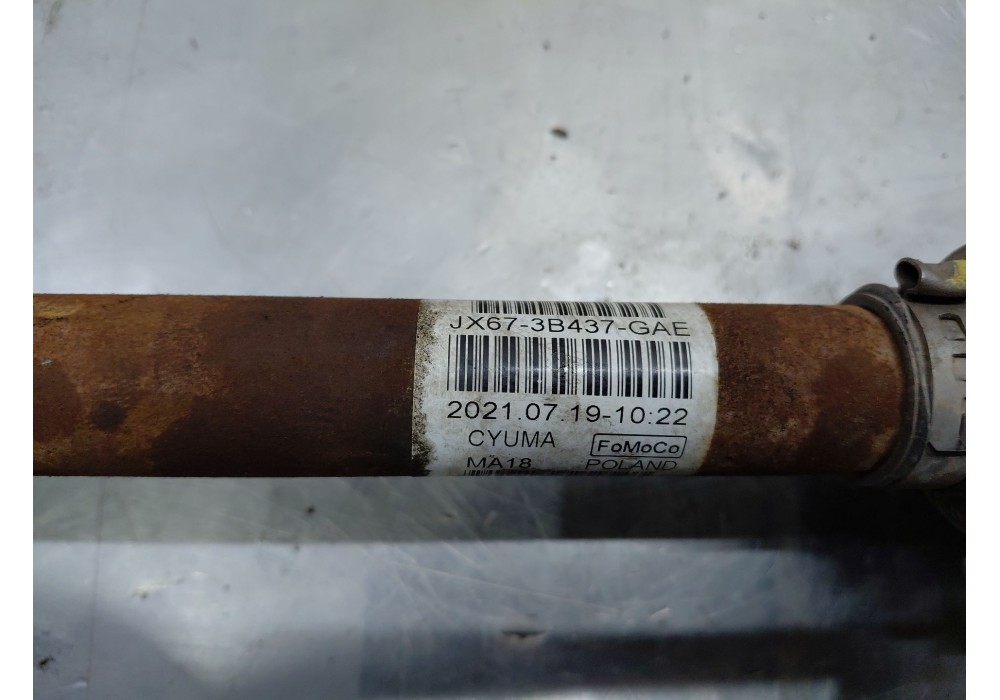 JX67-3B437-GAE
2021.07.19-10:22
CYUMA FoMoCo
MA18 POLAND